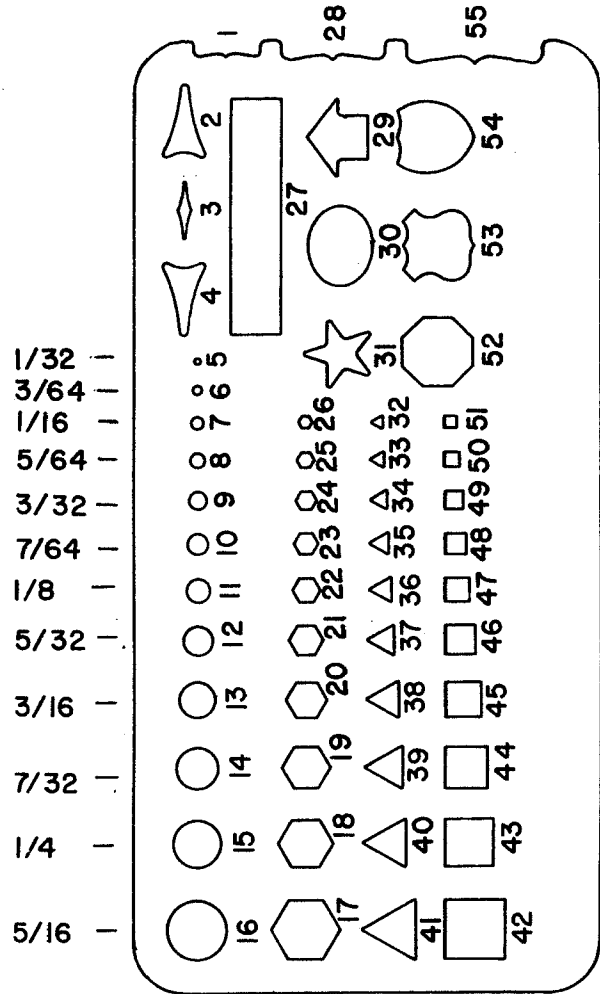 1 28 55
2 29 54
3 27 30 53
4 31 52
1/32 — 5
3/64 — 6
1/16 — 7 26 32 51
5/64 — 8 25 33 50
3/32 — 9 24 34 49
7/64 — 10 23 35 48
1/8 — 11 22 36 47
5/32 — 12 21 37 46
3/16 — 13 20 38 45
7/32 — 14 19 39 44
1/4 — 15 18 40 43
5/16 — 16 17 41 42